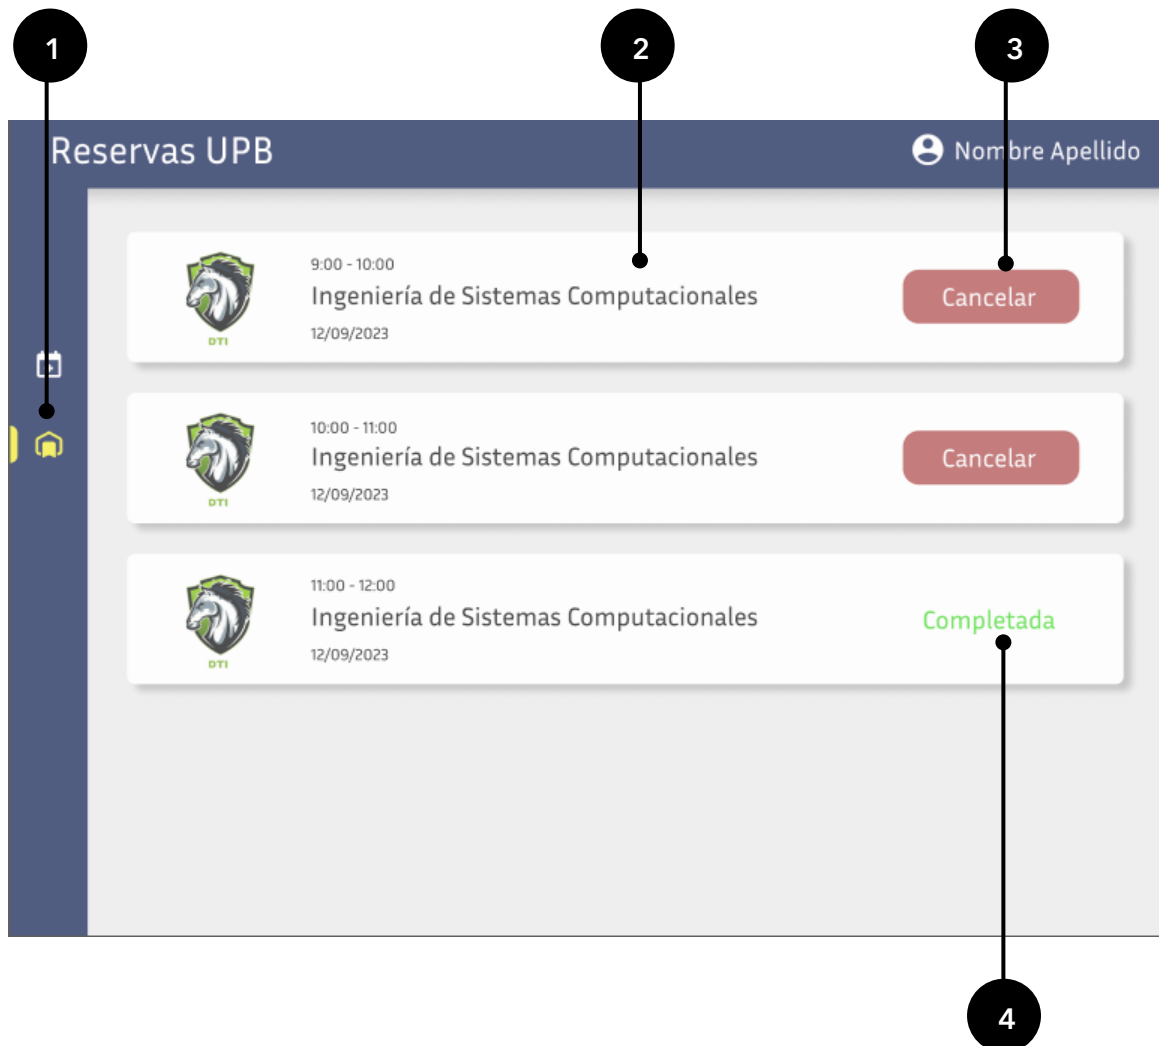 1
2
3
Reservas UPB
Nombre Apellido
9:00 - 10:00
Ingeniería de Sistemas Computacionales
12/09/2023
DTI
Cancelar
10:00 - 11:00
Ingeniería de Sistemas Computacionales
12/09/2023
DTI
Cancelar
11:00 - 12:00
Ingeniería de Sistemas Computacionales
12/09/2023
DTI
Completada
4